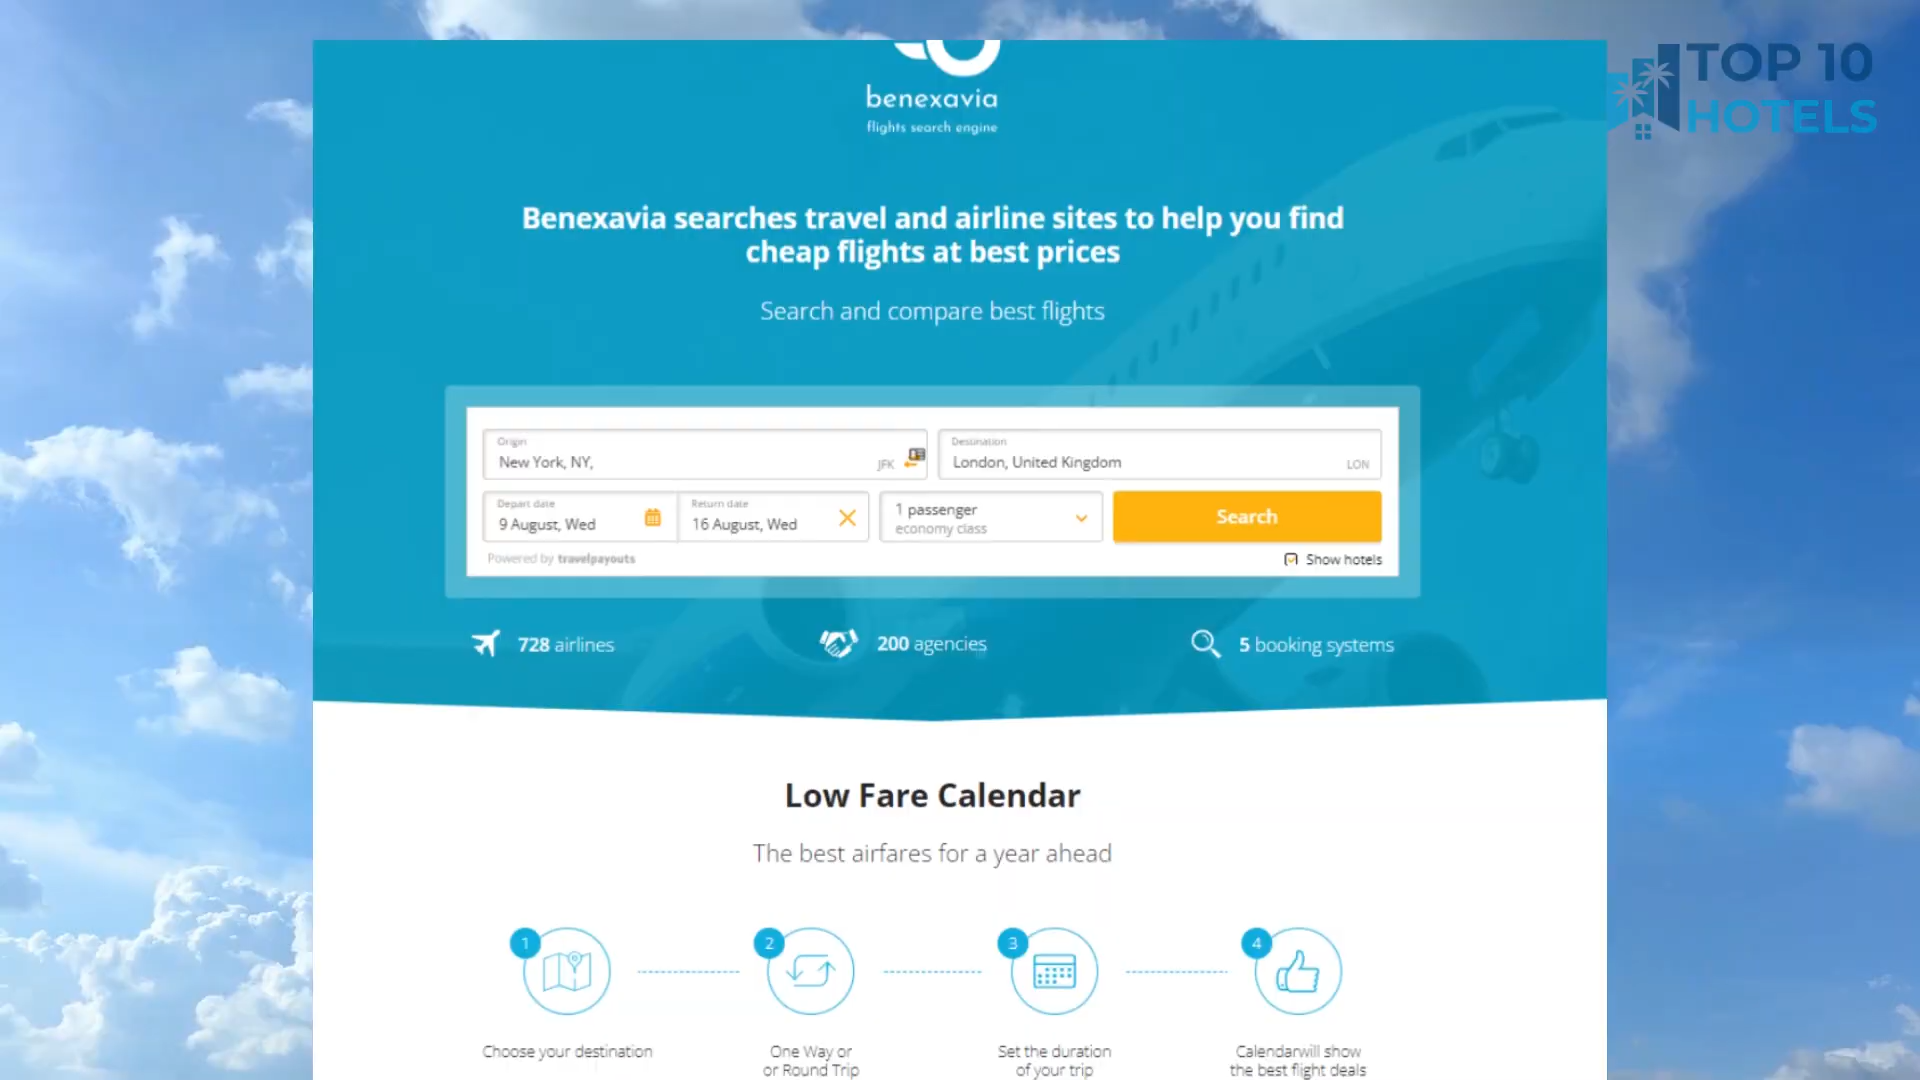 TOP 10
HOTELS
benexavia
flights search engine
Benexavia searches travel and airline sites to help you find
cheap flights at best prices
Search and compare best flights
Origin
New York, NY,
JFK
Destination
London, United Kingdom
LON
Depart date
9 August, Wed
Return date
16 August, Wed
1 passenger
economy class
Search
Powered by travelpayouts
Show hotels
728 airlines
200 agencies
5 booking systems
Low Fare Calendar
The best airfares for a year ahead
1
2
3
4
Choose your destination
One Way or
or Round Trip
Set the duration
of your trip
Calendarwill show
the best flight deals